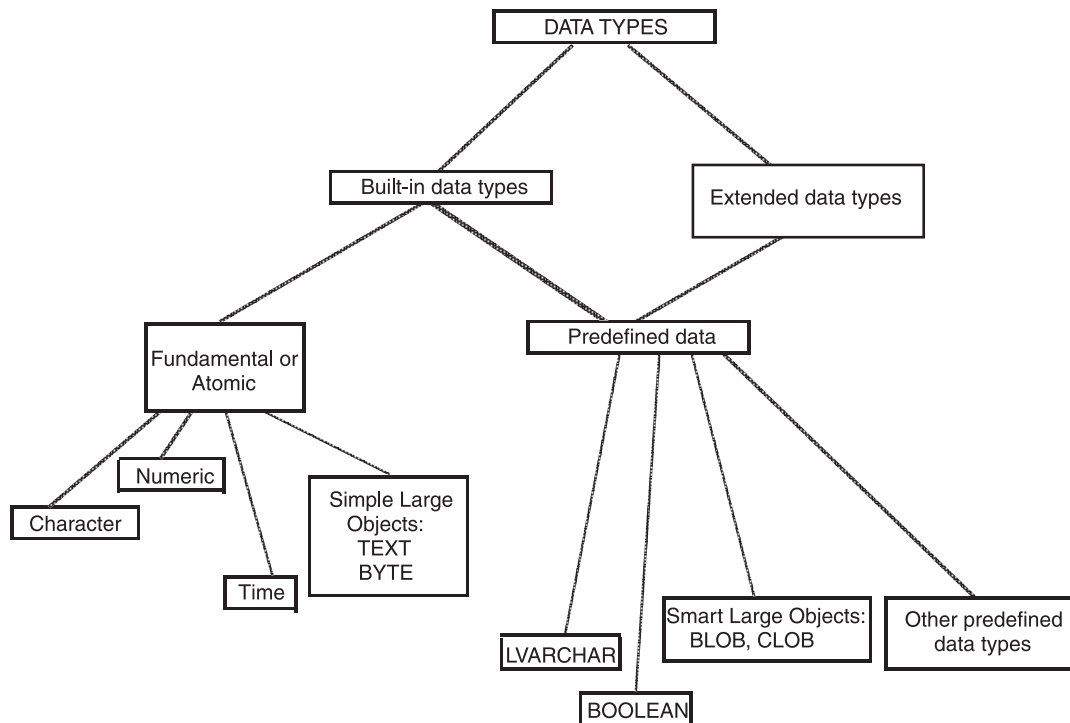 DATA TYPES
Built-in data types
Extended data types
Fundamental or
Atomic
Predefined data
Numeric
Character
Simple Large
Objects:
TEXT
BYTE
Time
LVARCHAR
Smart Large Objects:
BLOB, CLOB
Other predefined
data types
BOOLEAN